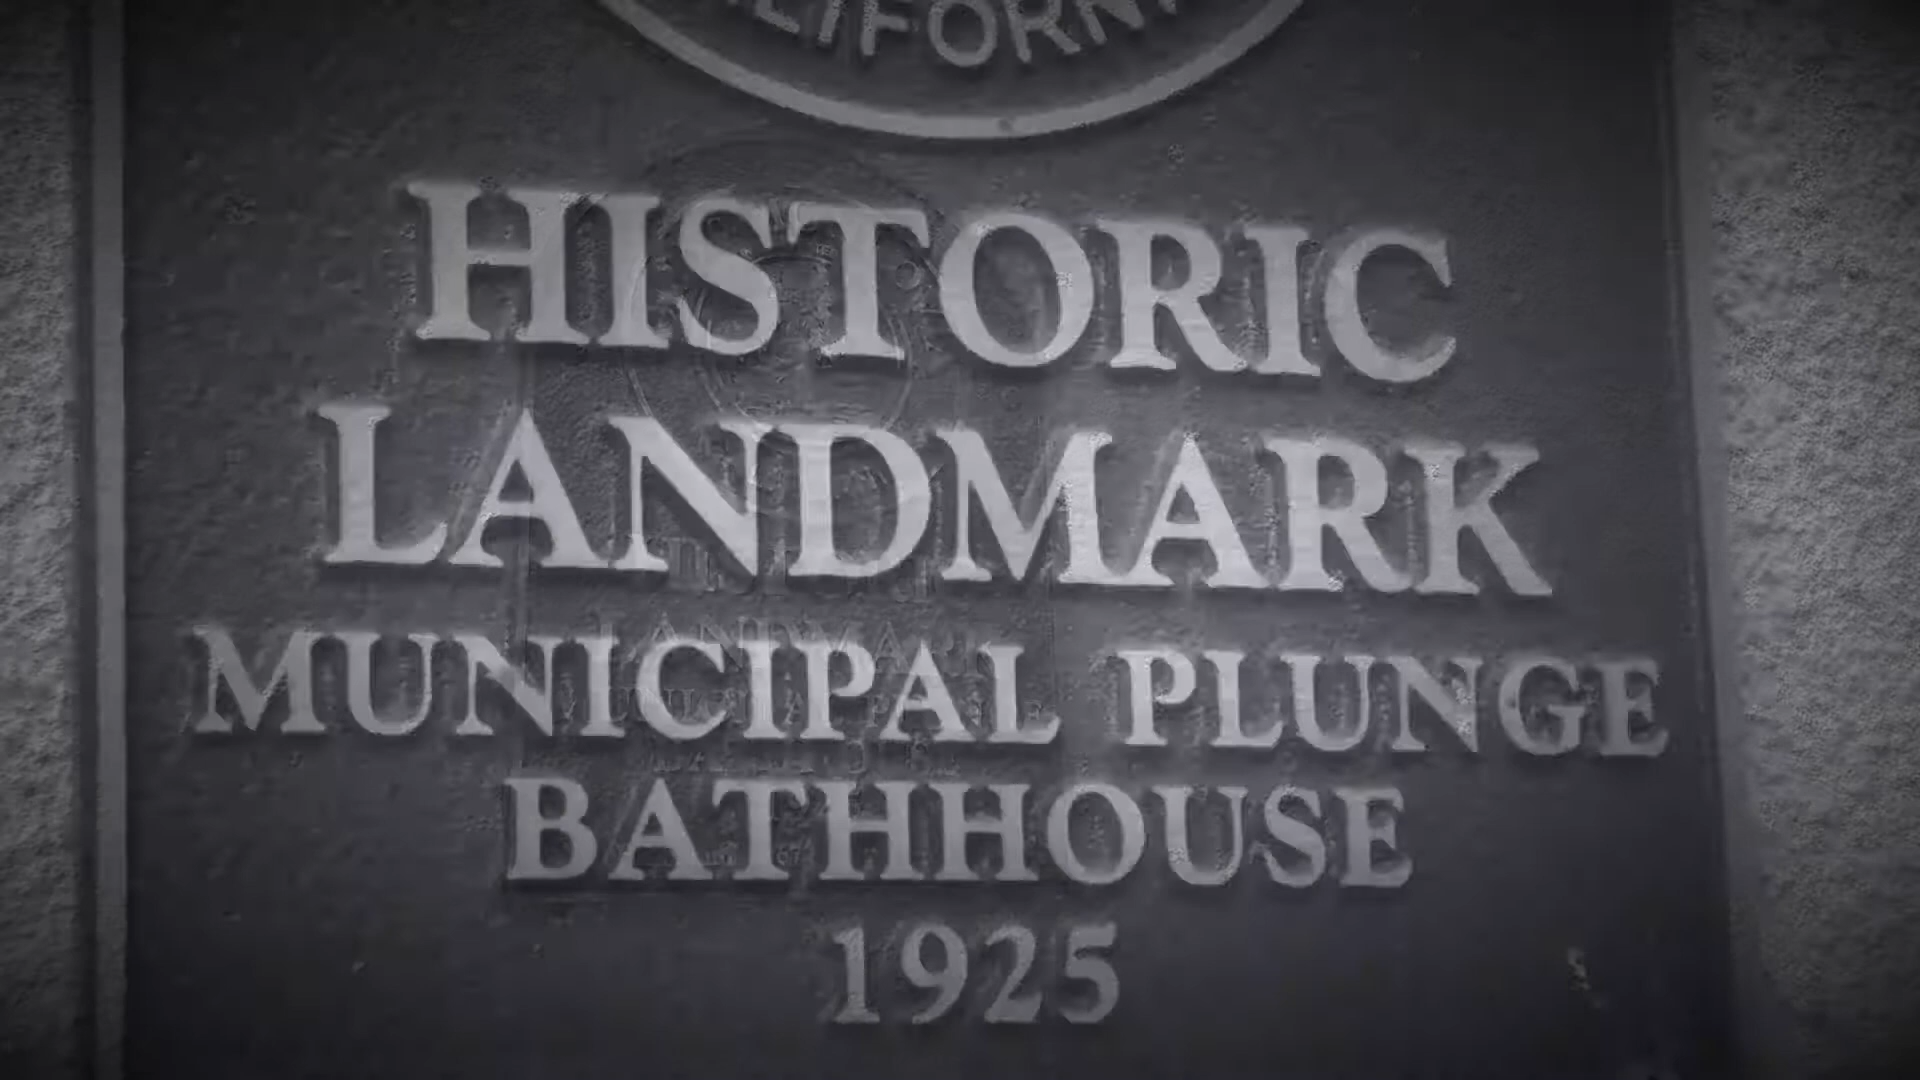 HISTORIC
LANDMARK
MUNICIPAL PLUNGE
BATHHOUSE
1925